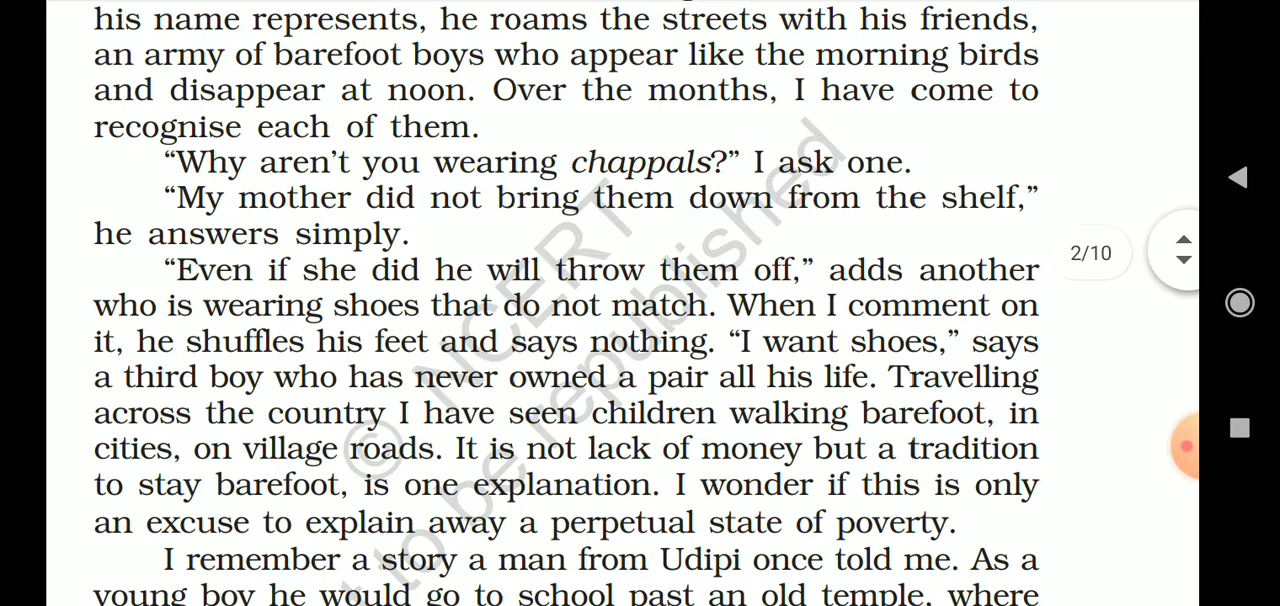 his name represents, he roams the streets with his friends,
an army of barefoot boys who appear like the morning birds
and disappear at noon. Over the months, I have come to
recognise each of them.
“Why aren’t you wearing chappals?” I ask one.
“My mother did not bring them down from the shelf,”
he answers simply.
“Even if she did he will throw them off,” adds another
who is wearing shoes that do not match. When I comment on
it, he shuffles his feet and says nothing. “I want shoes,” says
a third boy who has never owned a pair all his life. Travelling
across the country I have seen children walking barefoot, in
cities, on village roads. It is not lack of money but a tradition
to stay barefoot, is one explanation. I wonder if this is only
an excuse to explain away a perpetual state of poverty.
I remember a story a man from Udipi once told me. As a
young boy he would go to school past an old temple, where
2/10
© NCERT
to be republished